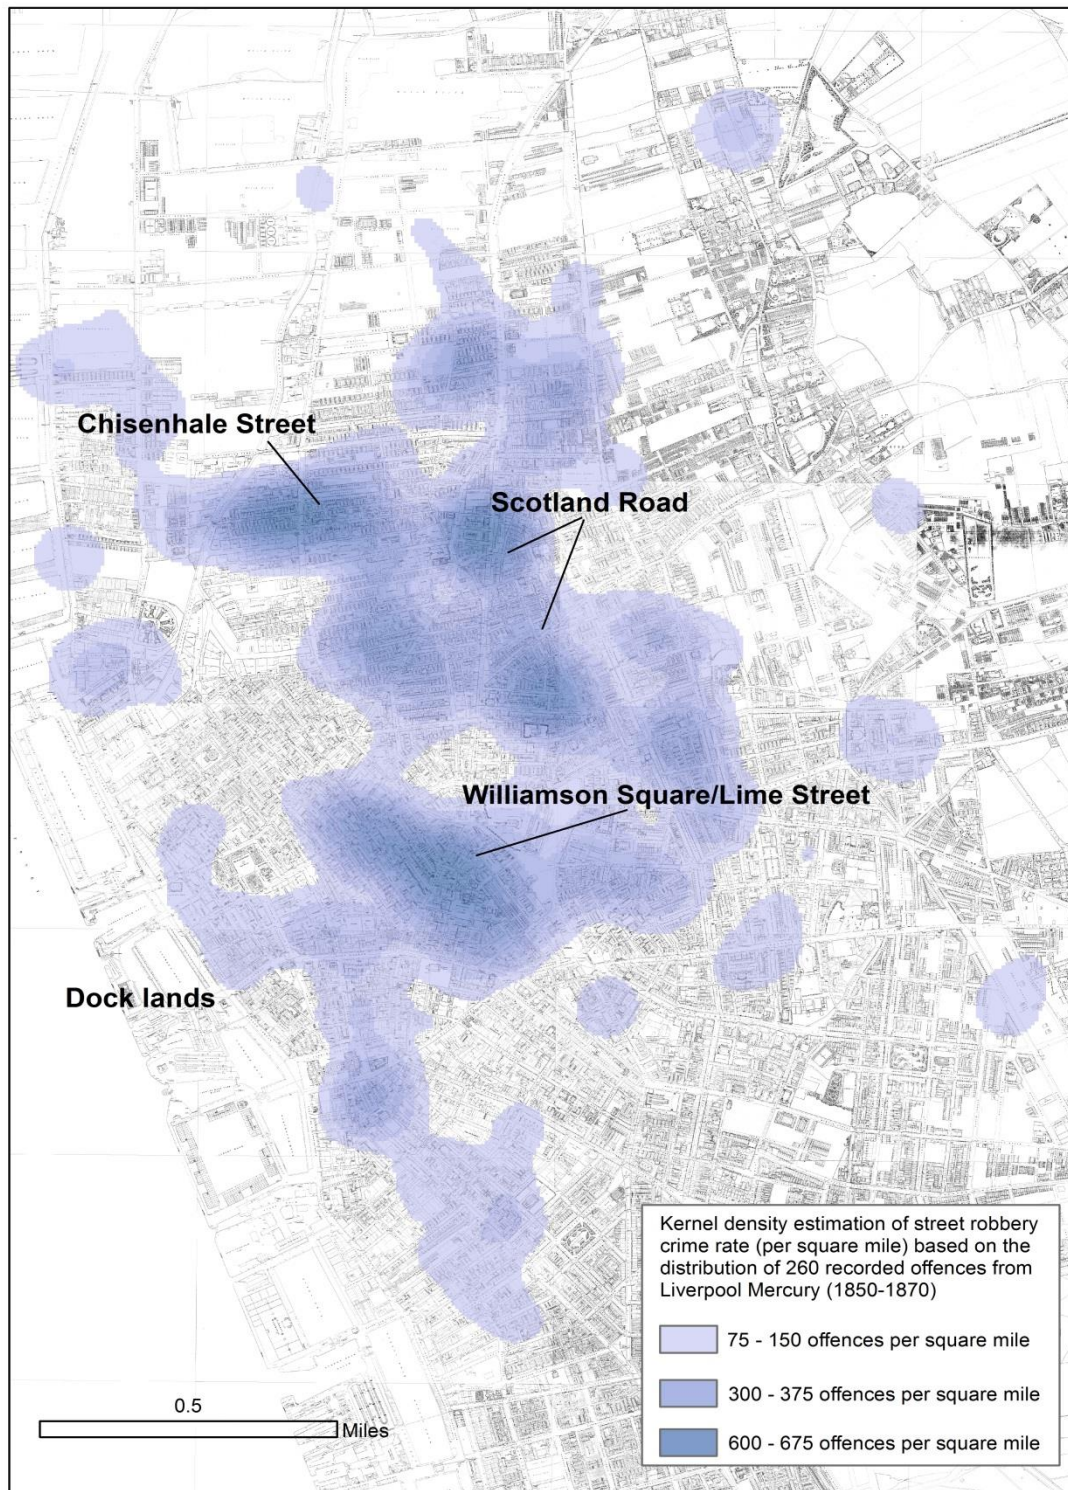 Chisenhale Street
Scotland Road
Williamson Square/Lime Street
Dock lands
Kernel density estimation of street robbery
crime rate (per square mile) based on the
distribution of 260 recorded offences from
Liverpool Mercury (1850-1870)
75 - 150 offences per square mile
300 - 375 offences per square mile
600 - 675 offences per square mile
0.5
Miles